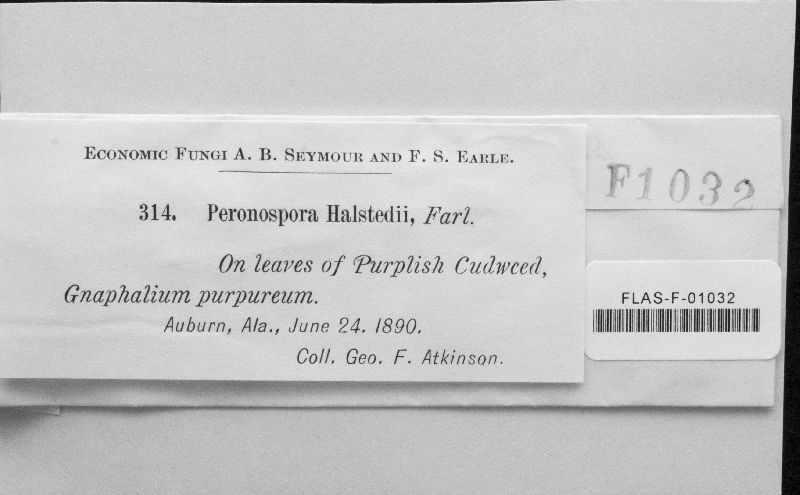 Economic Fungi A. B. Seymour and F. S. Earle.
314. Peronospora Halstedii, Farl.
On leaves of Purplish Cudweed,
Gnaphalium purpureum.
Auburn, Ala., June 24. 1890.
Coll. Geo. F. Atkinson.
F1032
FLAS-F-01032